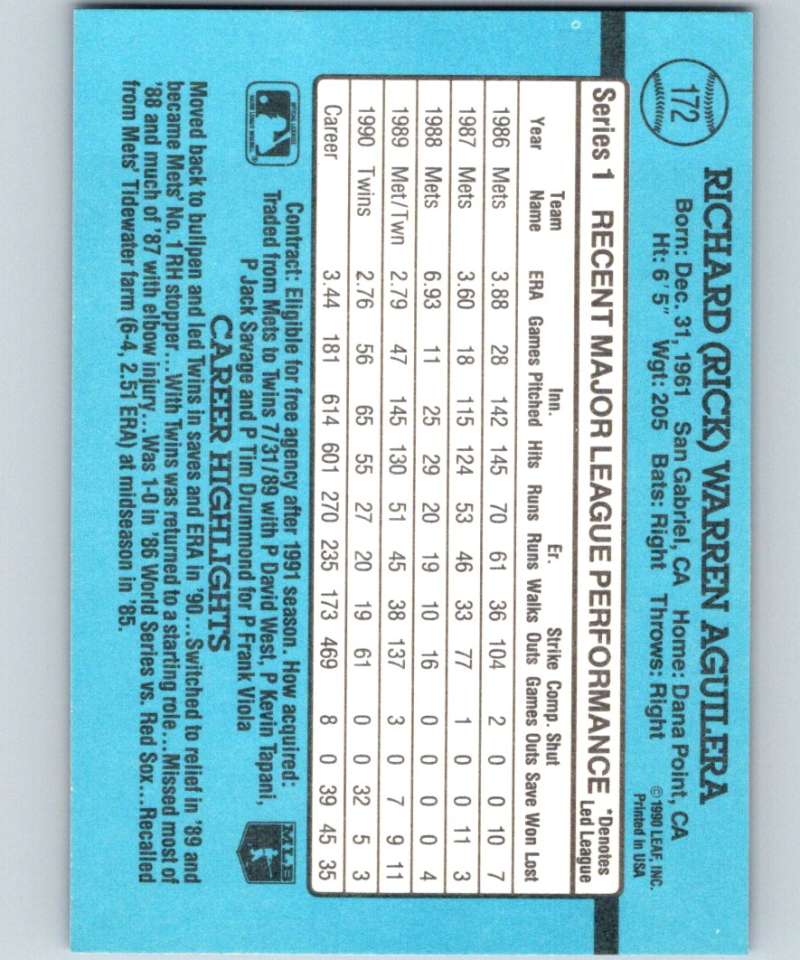 172
RICHARD (RICK) WARREN AGUILERA
Born: Dec. 31, 1961 San Gabriel, CA Home: Dana Point, CA
Ht: 6' 5" Wgt: 205 Bats: Right Throws: Right
©1990 LEAF, INC.
Printed in USA
Series 1 RECENT MAJOR LEAGUE PERFORMANCE *Denotes Led League
Team Inn. Er. Strike Comp. Shut
Year Name ERA Games Pitched Hits Runs Runs Walks Outs Games Outs Save Won Lost
1986 Mets 3.88 28 142 145 70 61 36 104 2 0 0 10 7
1987 Mets 3.60 18 115 124 53 46 33 77 1 0 0 11 3
1988 Mets 6.93 11 25 29 20 19 10 16 0 0 0 0 4
1989 Met/Twn 2.79 47 145 130 51 45 38 137 3 0 7 9 11
1990 Twins 2.76 56 65 55 27 20 19 61 0 0 32 5 3
Career 3.44 181 614 601 270 235 173 469 8 0 39 45 35
Contract: Eligible for free agency after 1991 season. How acquired:
Traded from Mets to Twins 7/31/89 with P David West, P Kevin Tapani,
P Jack Savage and P Tim Drummond for P Frank Viola
MLB
CAREER HIGHLIGHTS
Moved back to bullpen and led Twins in saves and ERA in '90...Switched to relief in '89 and
became Mets' No. 1 RH stopper...With Twins was returned to a starting role...Missed most of
'88 and much of '87 with elbow injury...Was 1-0 in '86 World Series vs. Red Sox...Recalled
from Mets' Tidewater farm (6-4, 2.51 ERA) at midseason in '85.